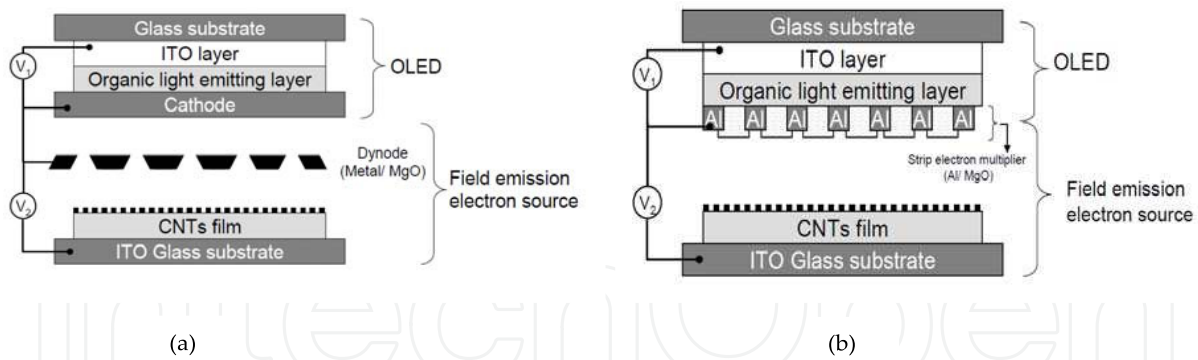 Glass substrate
ITO layer
V1
Organic light emitting layer
OLED
Cathode
Dynode
(Metal/ MgO)
Field emission
electron source
V2
CNTs film
ITO Glass substrate
(a)
Glass substrate
ITO layer
V1
Organic light emitting layer
OLED
Al Al Al Al Al Al Al
Strip electron multiplier
(Al/ MgO)
Field emission
electron source
V2
CNTs film
ITO Glass substrate
(b)
IntechOpen